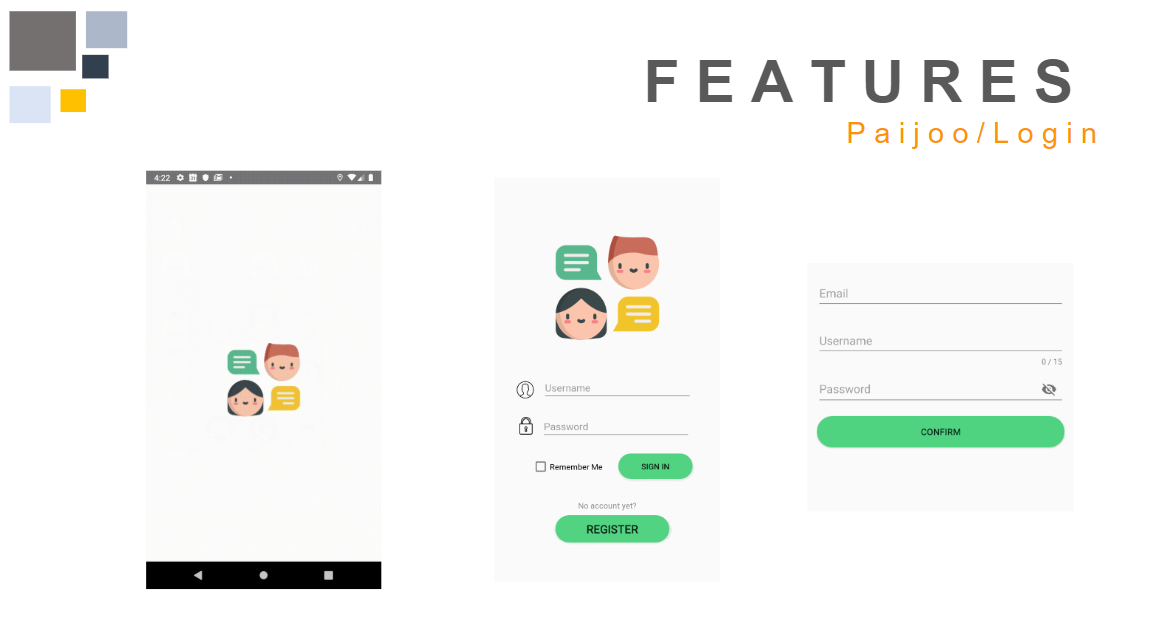 FEATURES
Paijoo/Login
4:22
Username
Password
Remember Me
SIGN IN
No account yet?
REGISTER
Email
Username
0 / 15
Password
CONFIRM